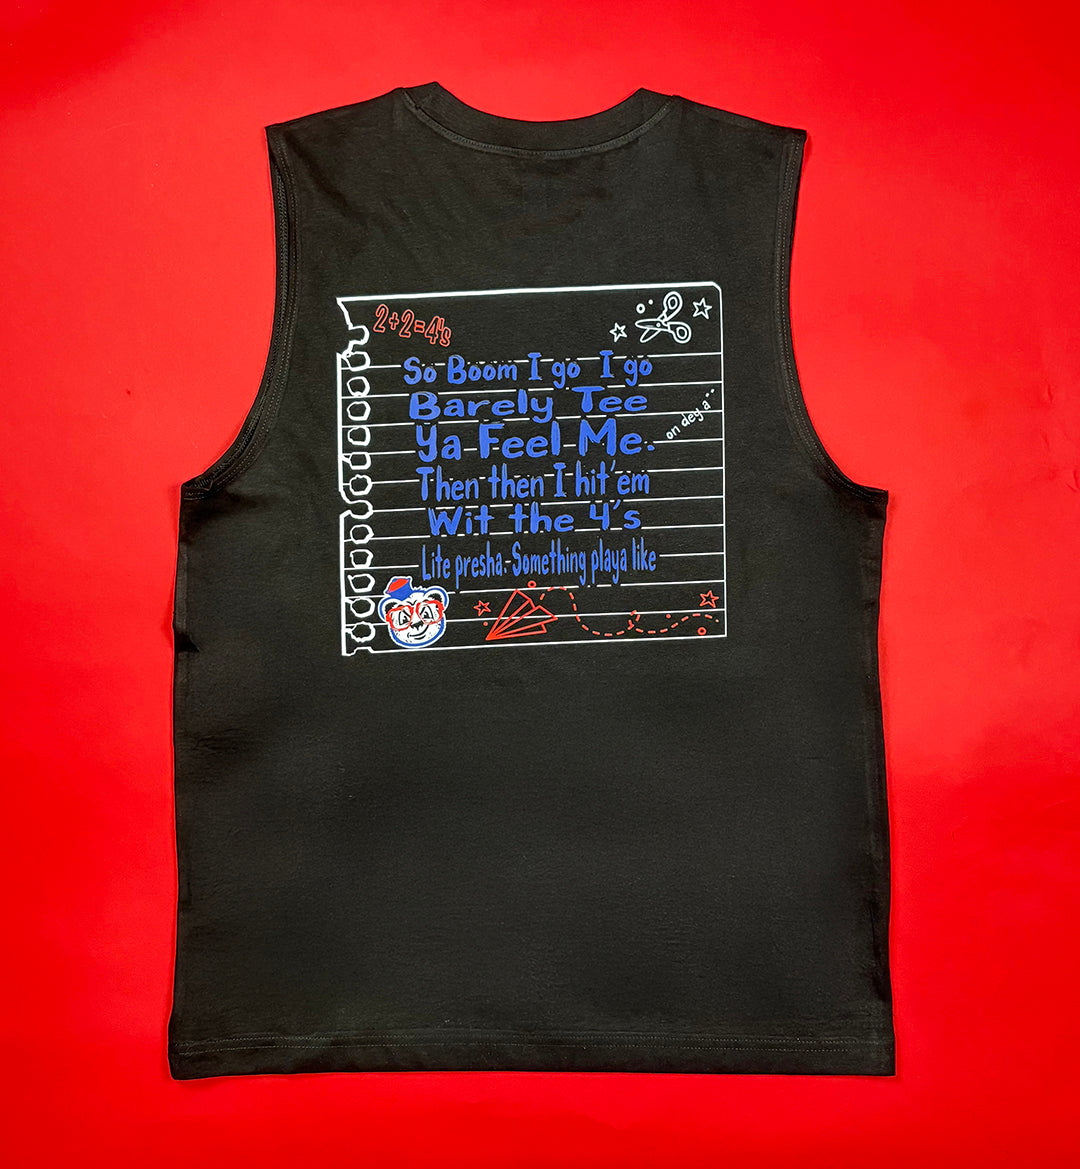 2+2=4's
So Boom I go I go
Barely Tee
Ya Feel Me.
on dey a**
Then then I hit'em
Wit the 4's
Lite presha. Something playa like